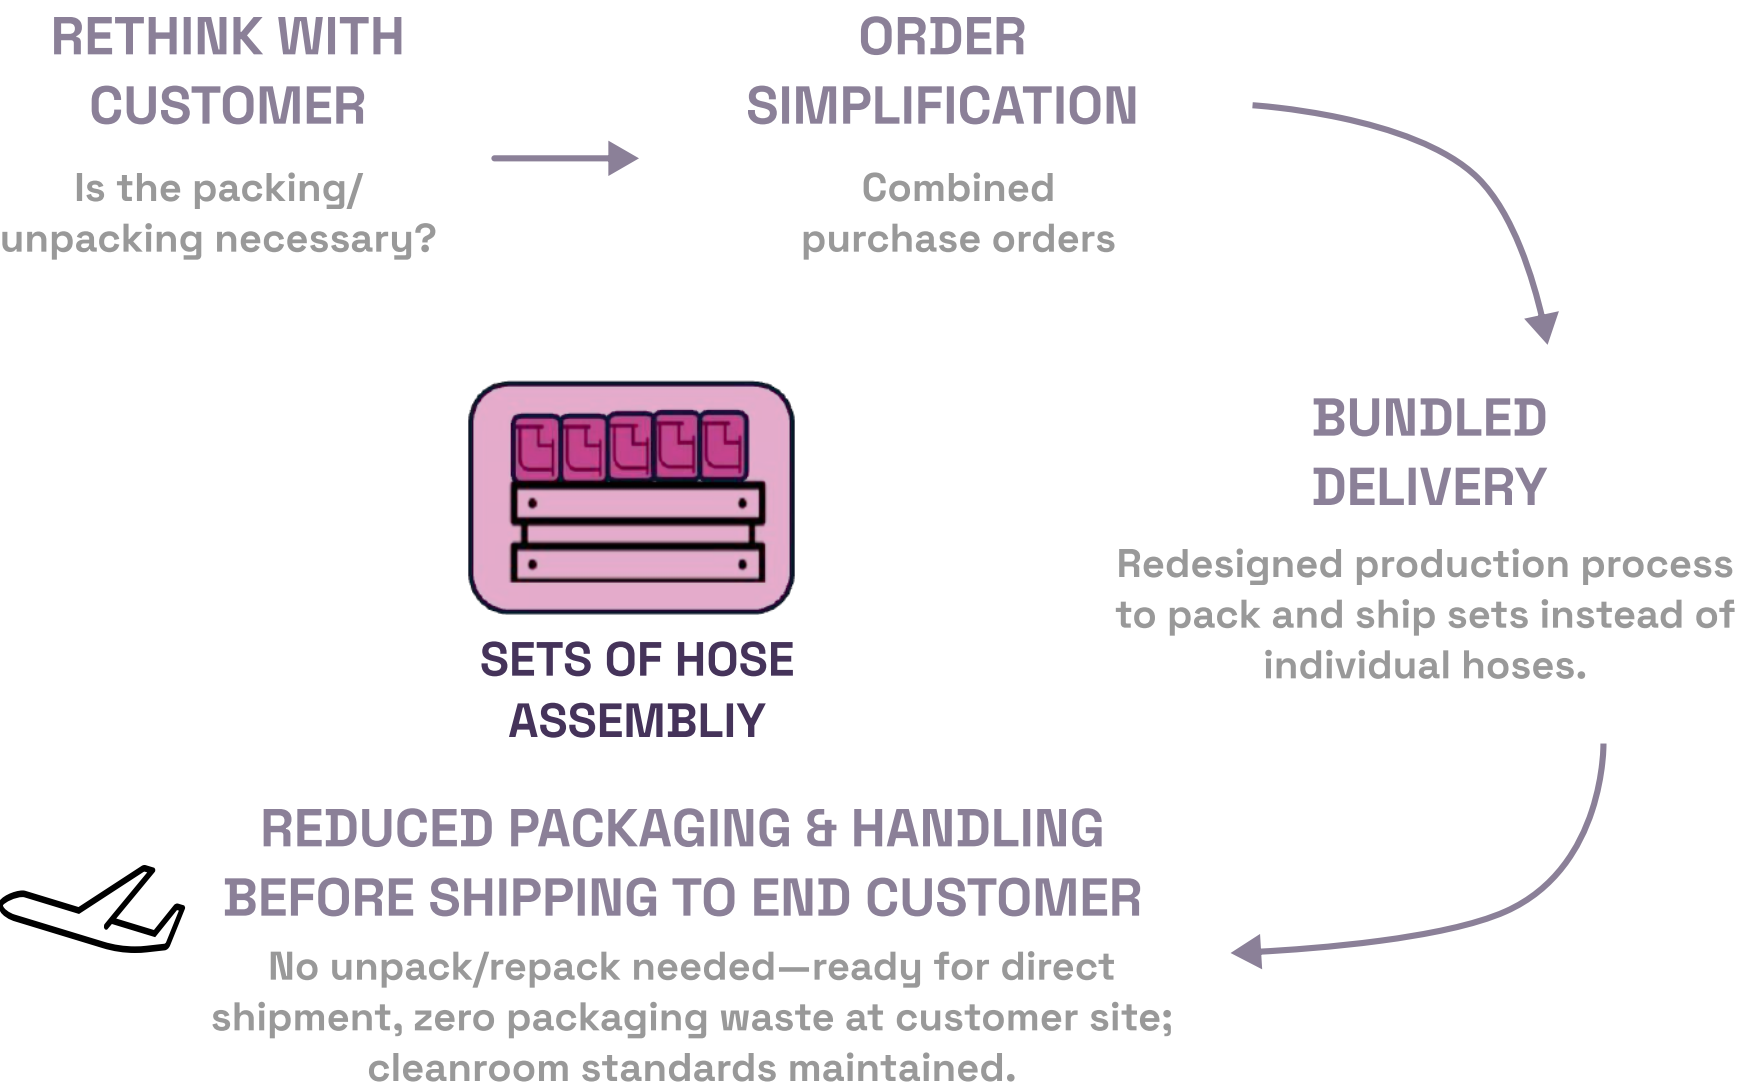 RETHINK WITH
CUSTOMER
Is the packing/
unpacking necessary?
ORDER
SIMPLIFICATION
Combined
purchase orders
BUNDLED
DELIVERY
Redesigned production process
to pack and ship sets instead of
individual hoses.
SETS OF HOSE
ASSEMBLIY
REDUCED PACKAGING & HANDLING
BEFORE SHIPPING TO END CUSTOMER
No unpack/repack needed—ready for direct
shipment, zero packaging waste at customer site;
cleanroom standards maintained.